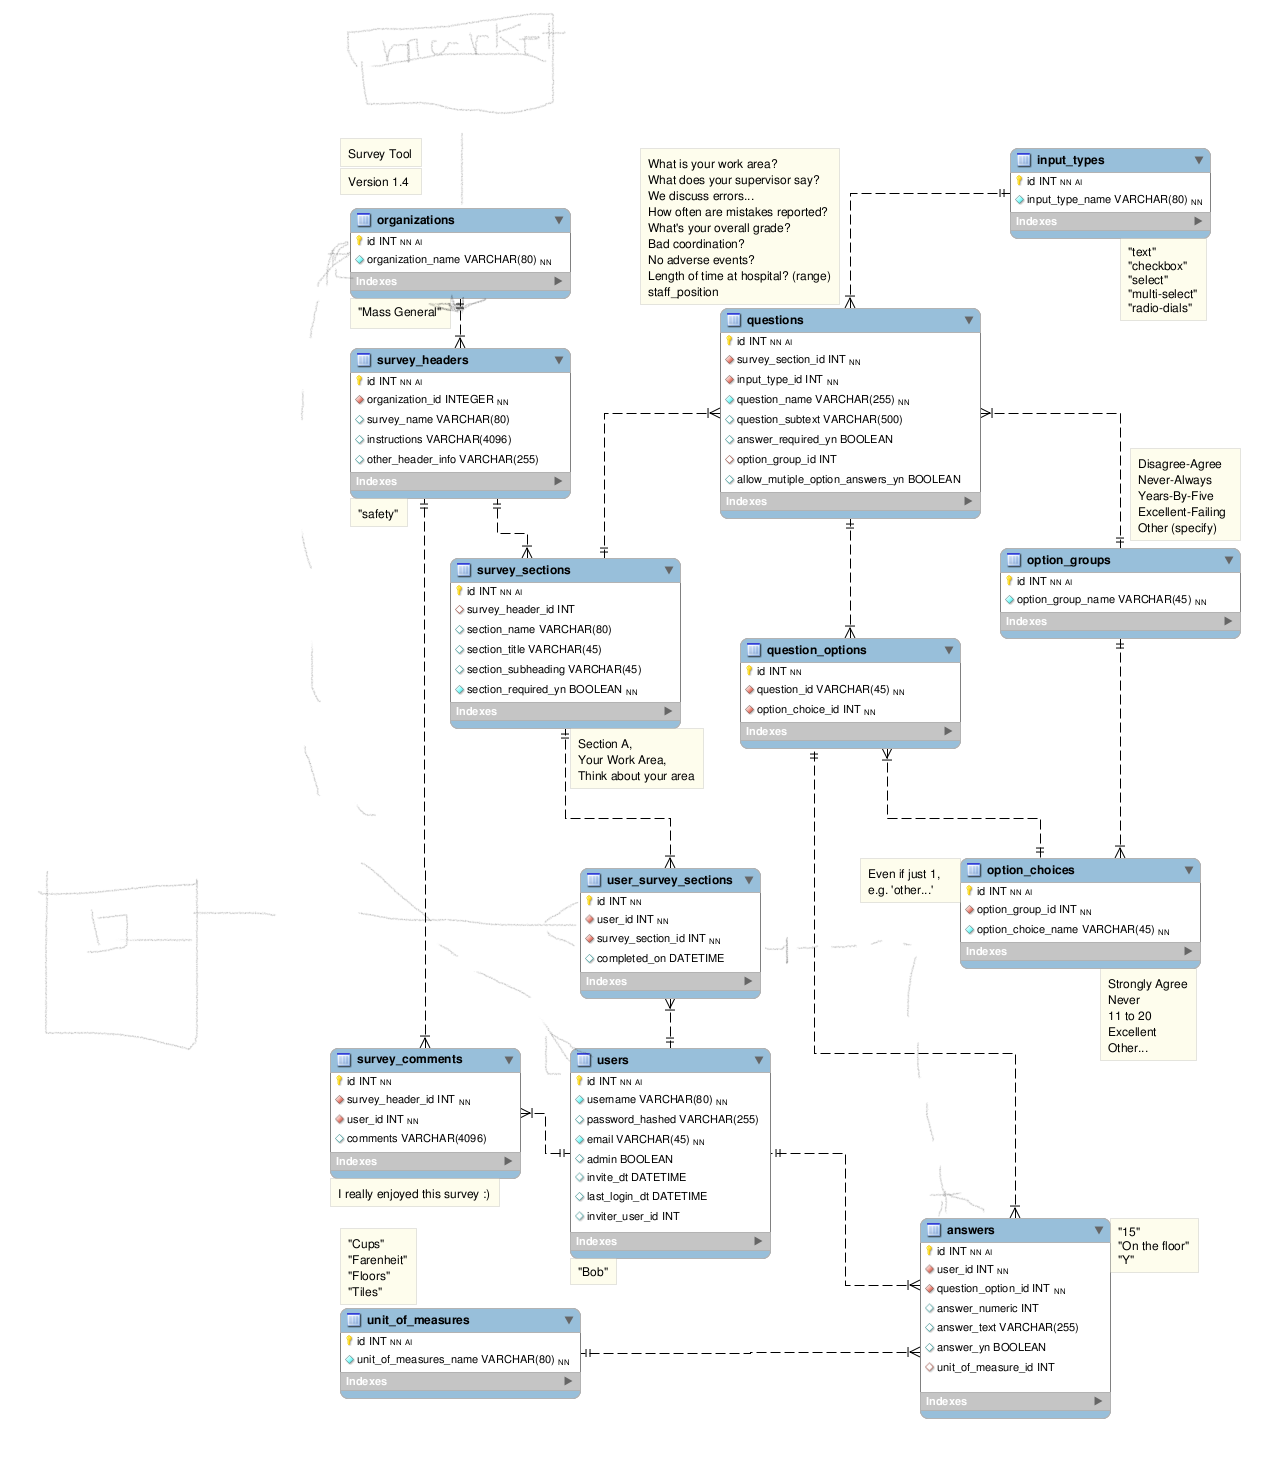 market
Survey Tool
Version 1.4
organizations
id INT NN AI
organization_name VARCHAR(80) NN
Indexes
"Mass General"
survey_headers
id INT NN AI
organization_id INTEGER NN
survey_name VARCHAR(80)
instructions VARCHAR(4096)
other_header_info VARCHAR(255)
Indexes
"safety"
What is your work area?
What does your supervisor say?
We discuss errors...
How often are mistakes reported?
What's your overall grade?
Bad coordination?
No adverse events?
Length of time at hospital? (range)
staff_position
input_types
id INT NN AI
input_type_name VARCHAR(80) NN
Indexes
"text"
"checkbox"
"select"
"multi-select"
"radio-dials"
questions
id INT NN AI
survey_section_id INT NN
input_type_id INT NN
question_name VARCHAR(255) NN
question_subtext VARCHAR(500)
answer_required_yn BOOLEAN
option_group_id INT
allow_mutiple_option_answers_yn BOOLEAN
Indexes
Disagree-Agree
Never-Always
Years-By-Five
Excellent-Failing
Other (specify)
option_groups
id INT NN AI
option_group_name VARCHAR(45) NN
Indexes
survey_sections
id INT NN AI
survey_header_id INT
section_name VARCHAR(80)
section_title VARCHAR(45)
section_subheading VARCHAR(45)
section_required_yn BOOLEAN NN
Indexes
Section A,
Your Work Area,
Think about your area
question_options
id INT NN
question_id VARCHAR(45) NN
option_choice_id INT NN
Indexes
Even if just 1,
e.g. 'other...'
option_choices
id INT NN AI
option_group_id INT NN
option_choice_name VARCHAR(45) NN
Indexes
Strongly Agree
Never
11 to 20
Excellent
Other...
user_survey_sections
id INT NN
user_id INT NN
survey_section_id INT NN
completed_on DATETIME
Indexes
survey_comments
id INT NN
survey_header_id INT NN
user_id INT NN
comments VARCHAR(4096)
Indexes
I really enjoyed this survey :)
users
id INT NN AI
username VARCHAR(80) NN
password_hashed VARCHAR(255)
email VARCHAR(45) NN
admin BOOLEAN
invite_dt DATETIME
last_login_dt DATETIME
inviter_user_id INT
Indexes
"Bob"
"Cups"
"Farenheit"
"Floors"
"Tiles"
unit_of_measures
id INT NN AI
unit_of_measures_name VARCHAR(80) NN
Indexes
answers
id INT NN AI
user_id INT NN
question_option_id INT NN
answer_numeric INT
answer_text VARCHAR(255)
answer_yn BOOLEAN
unit_of_measure_id INT
Indexes
"15"
"On the floor"
"Y"